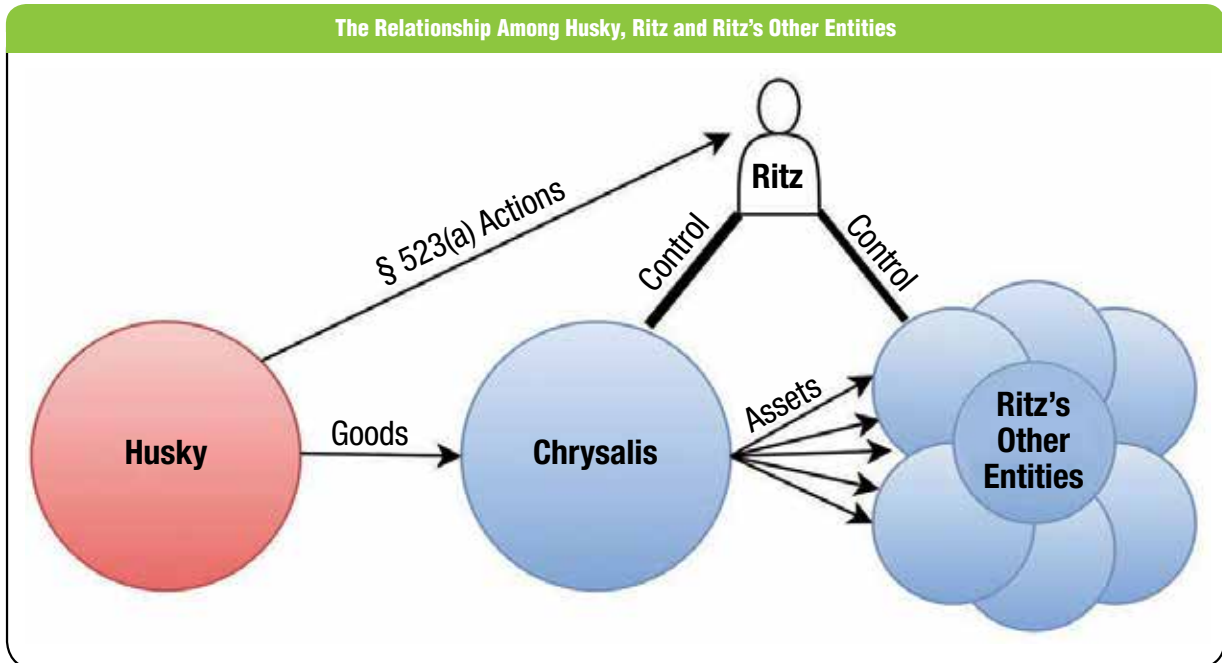 The Relationship Among Husky, Ritz and Ritz's Other Entities
Ritz
§ 523(a) Actions
Control
Control
Husky
Goods
Chrysalis
Assets
Ritz's
Other
Entities